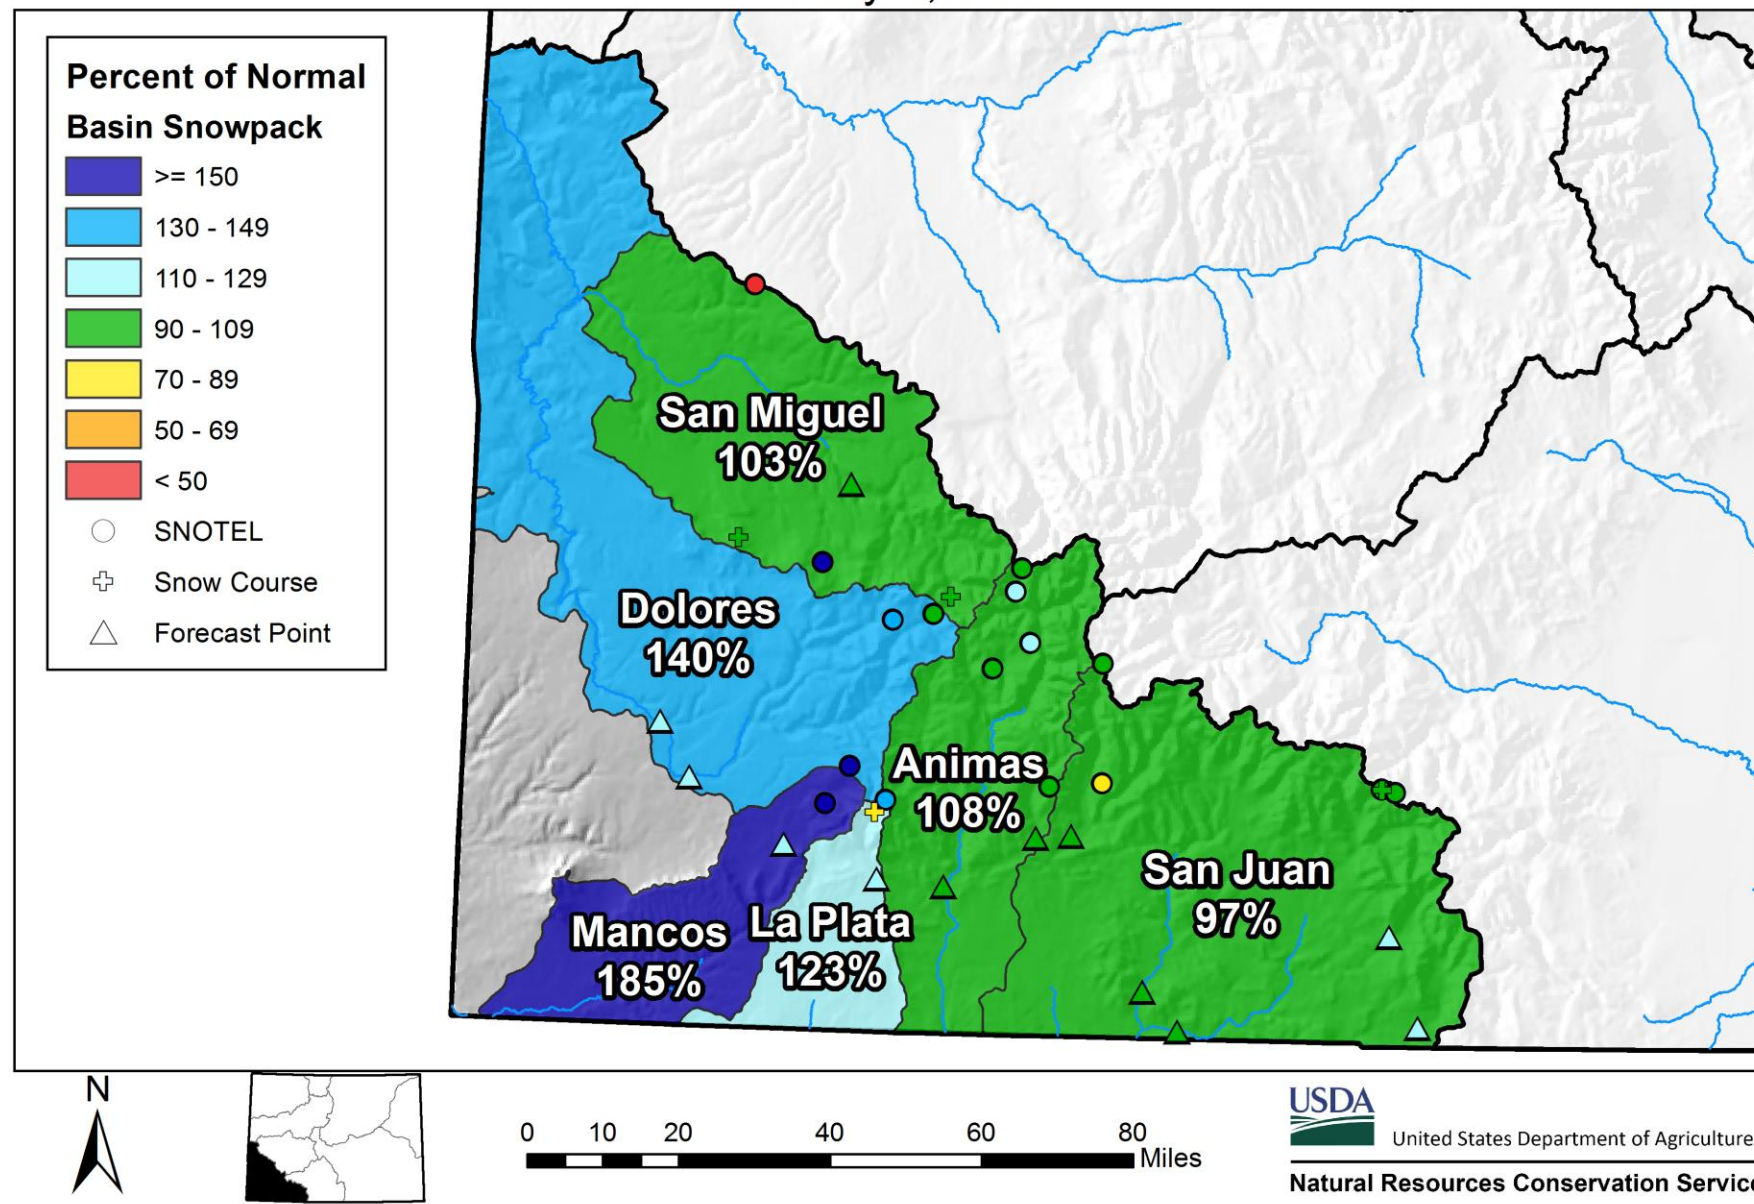 Percent of Normal
Basin Snowpack
>= 150
130 - 149
110 - 129
90 - 109
70 - 89
50 - 69
< 50
SNOTEL
Snow Course
Forecast Point
San Miguel
103%
Dolores
140%
Animas
108%
San Juan
97%
Mancos
185%
La Plata
123%
N
0 10 20 40 60 80
Miles
USDA
United States Department of Agriculture
Natural Resources Conservation Service